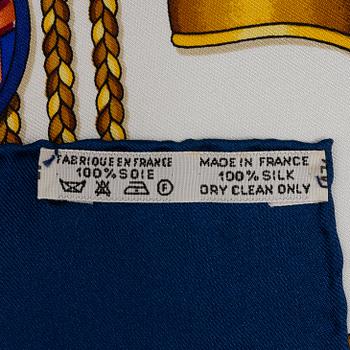 FABRIQUE EN FRANCE
100% SOIE
F
MADE IN FRANCE
100% SILK
DRY CLEAN ONLY